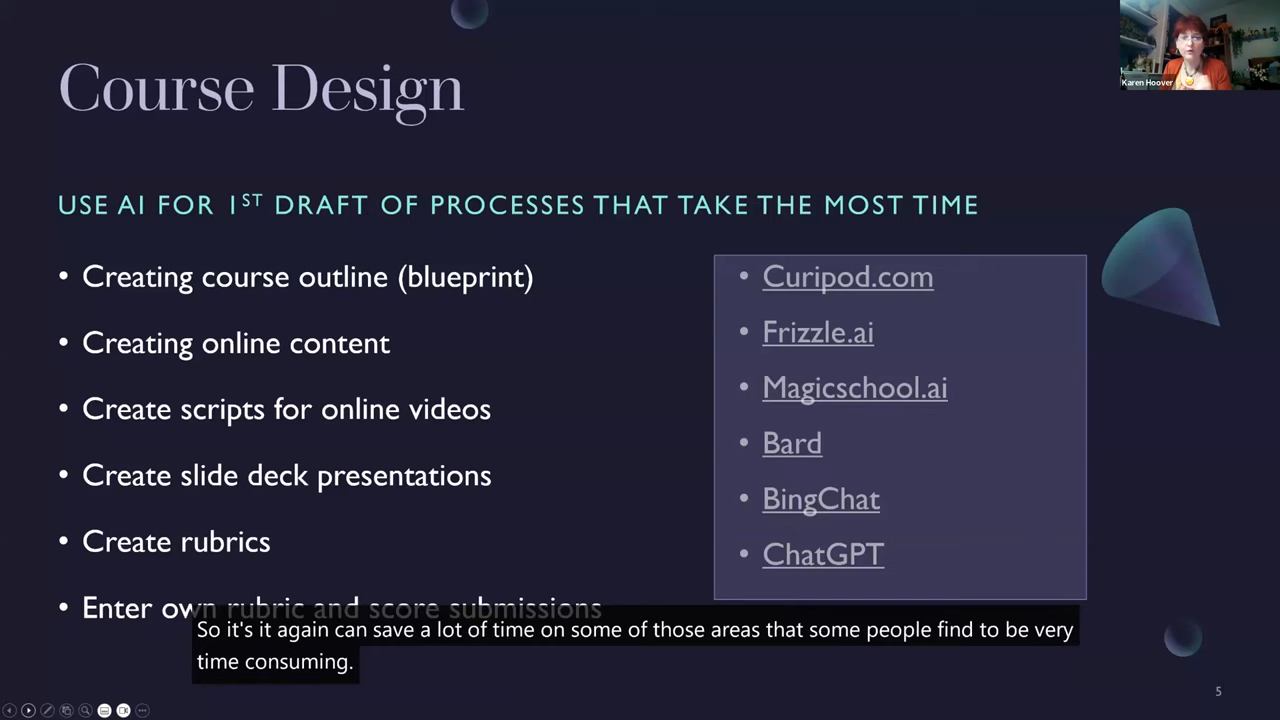 Course Design
Karen Hoover
USE AI FOR 1ST DRAFT OF PROCESSES THAT TAKE THE MOST TIME
• Creating course outline (blueprint)
• Creating online content
• Create scripts for online videos
• Create slide deck presentations
• Create rubrics
• Enter own rubric and score submissions
• Curipod.com
• Frizzle.ai
• Magicschool.ai
• Bard
• BingChat
• ChatGPT
So it's it again can save a lot of time on some of those areas that some people find to be very
time consuming.
5